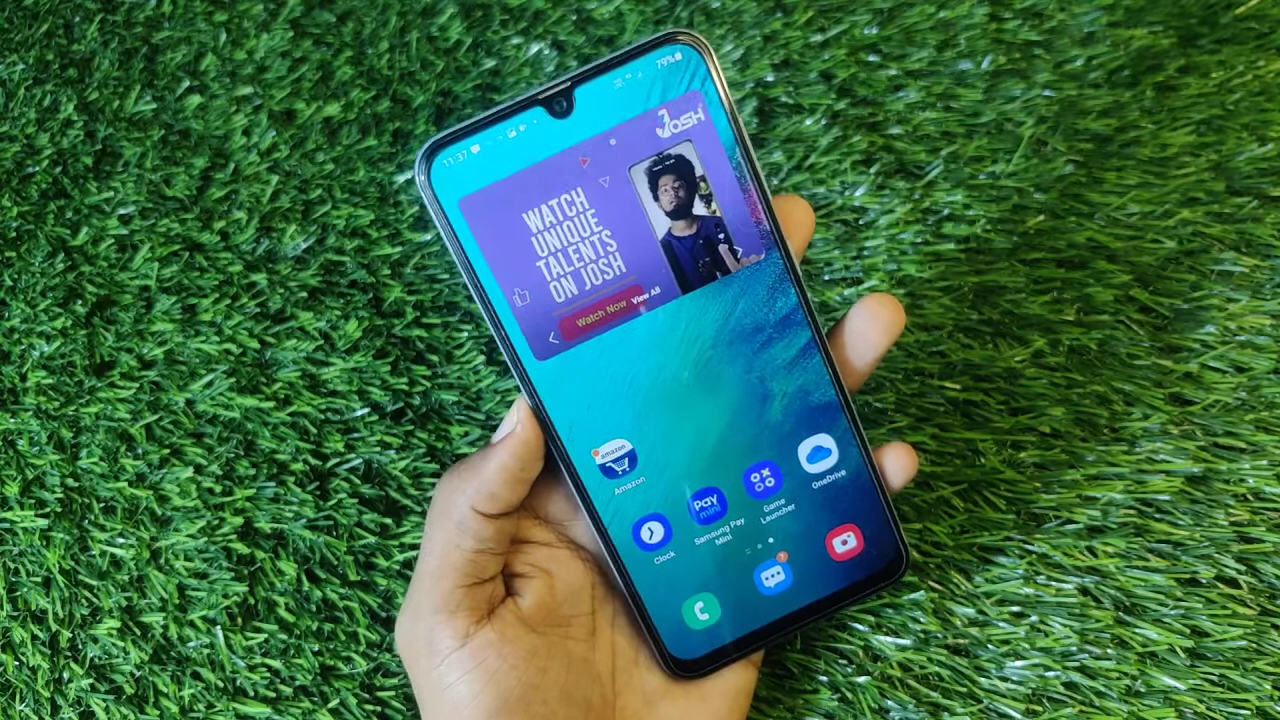 11:37
79%
JOSH
WATCH
UNIQUE
TALENTS
ON JOSH
Watch Now
View All
amazon
Amazon
Clock
pay
mini
Samsung Pay
Mini
Game
Launcher
OneDrive